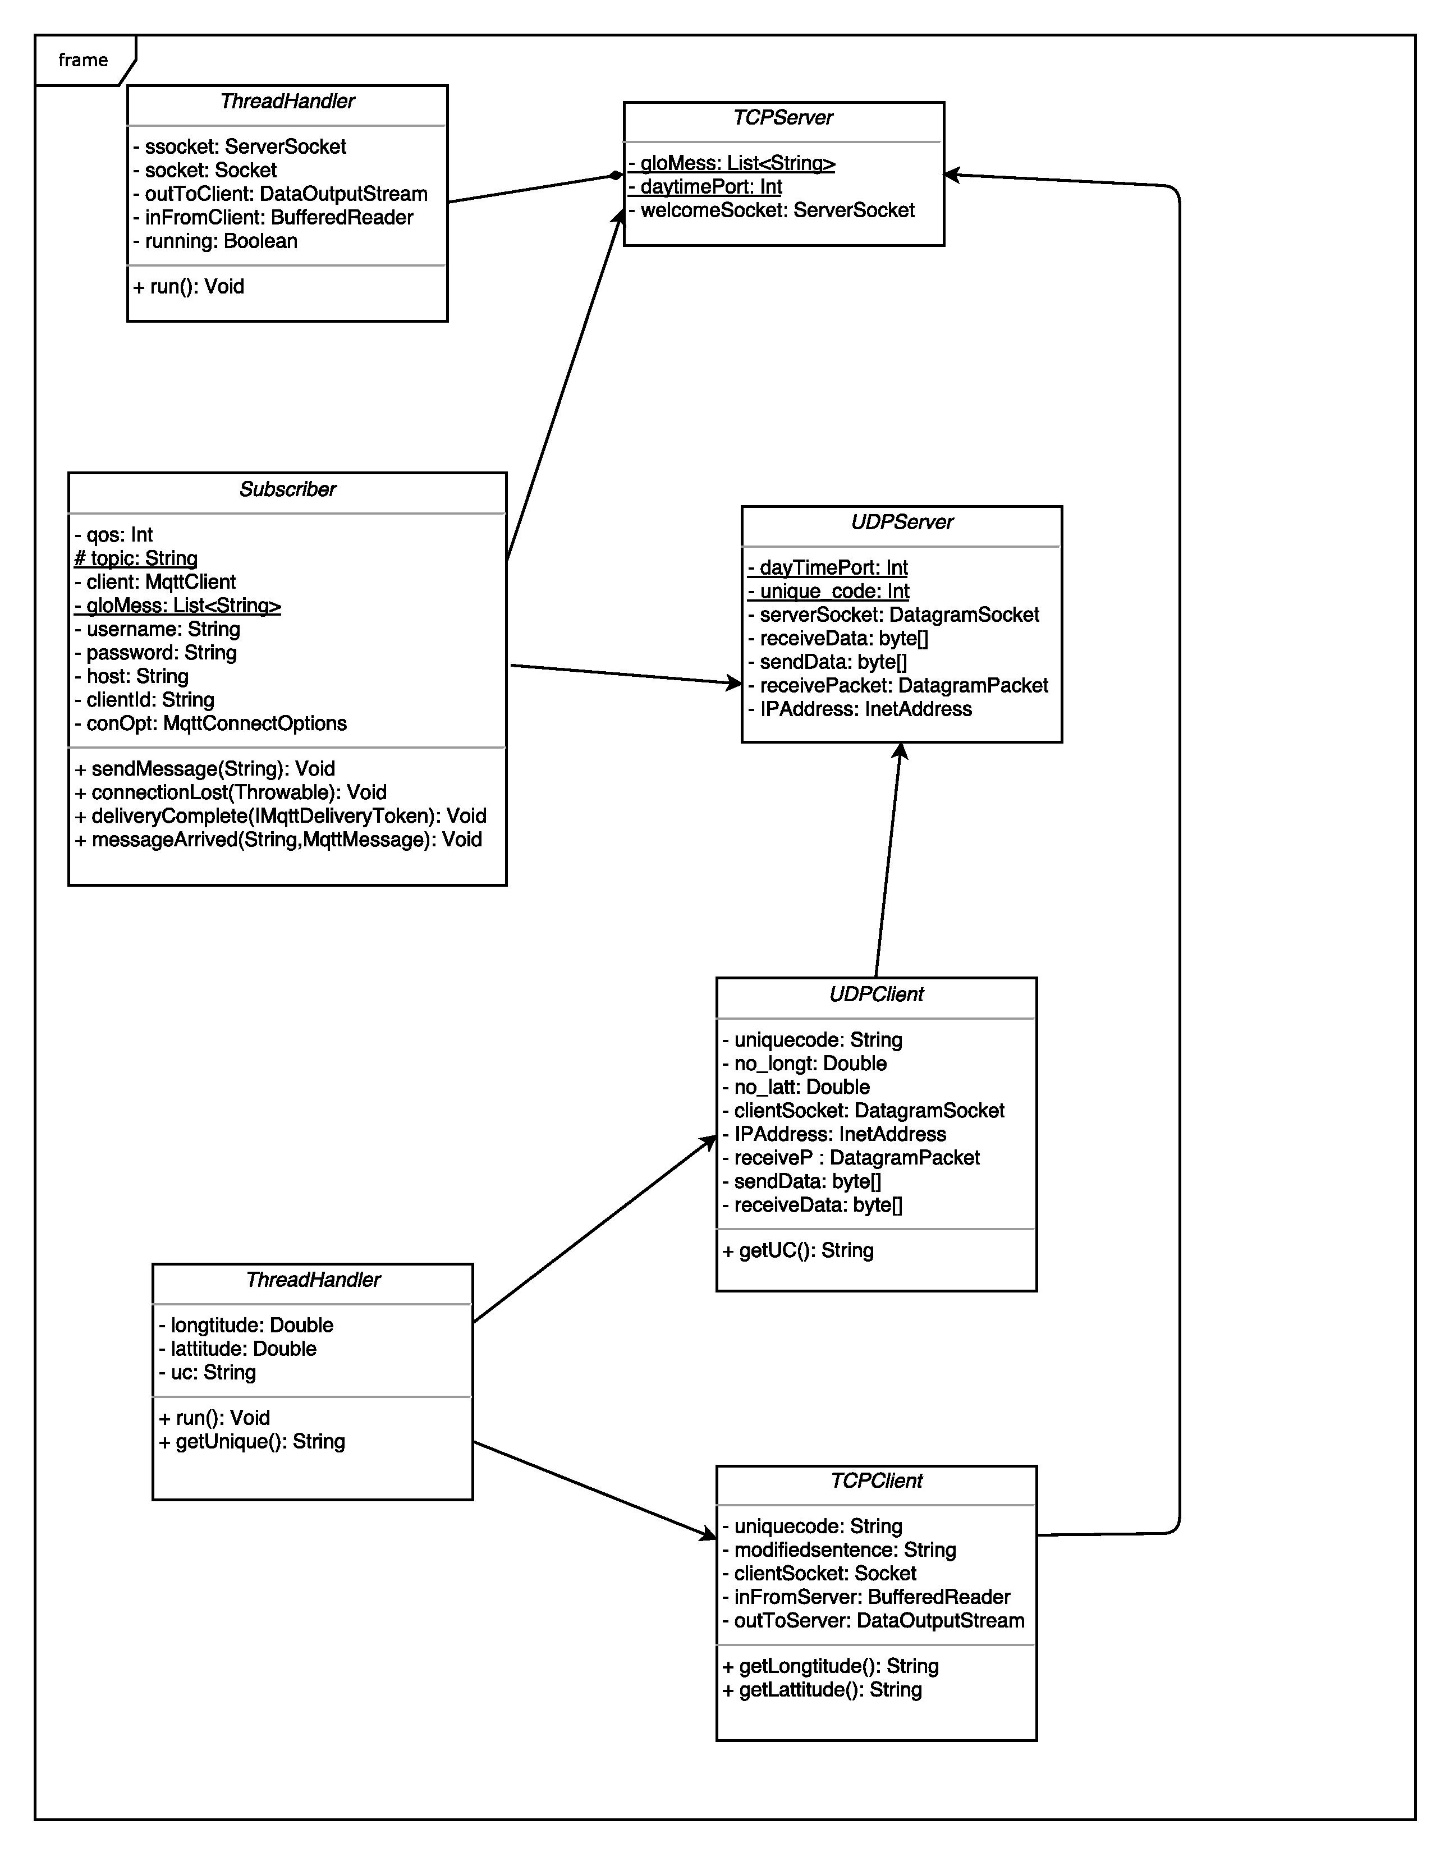 frame
ThreadHandler
- ssocket: ServerSocket
- socket: Socket
- outToClient: DataOutputStream
- inFromClient: BufferedReader
- running: Boolean
+ run(): Void
TCPServer
- gloMess: List<String>
- daytimePort: Int
- welcomeSocket: ServerSocket
Subscriber
- qos: Int
# topic: String
- client: MqttClient
- gloMess: List<String>
- username: String
- password: String
- host: String
- clientId: String
- conOpt: MqttConnectOptions
+ sendMessage(String): Void
+ connectionLost(Throwable): Void
+ deliveryComplete(IMqttDeliveryToken): Void
+ messageArrived(String,MqttMessage): Void
UDPServer
- dayTimePort: Int
- unique_code: Int
- serverSocket: DatagramSocket
- receiveData: byte[]
- sendData: byte[]
- receivePacket: DatagramPacket
- IPAddress: InetAddress
UDPClient
- uniquecode: String
- no_longt: Double
- no_latt: Double
- clientSocket: DatagramSocket
- IPAddress: InetAddress
- receiveP : DatagramPacket
- sendData: byte[]
- receiveData: byte[]
+ getUC(): String
ThreadHandler
- longtitude: Double
- lattitude: Double
- uc: String
+ run(): Void
+ getUnique(): String
TCPClient
- uniquecode: String
- modifiedsentence: String
- clientSocket: Socket
- inFromServer: BufferedReader
- outToServer: DataOutputStream
+ getLongtitude(): String
+ getLattitude(): String